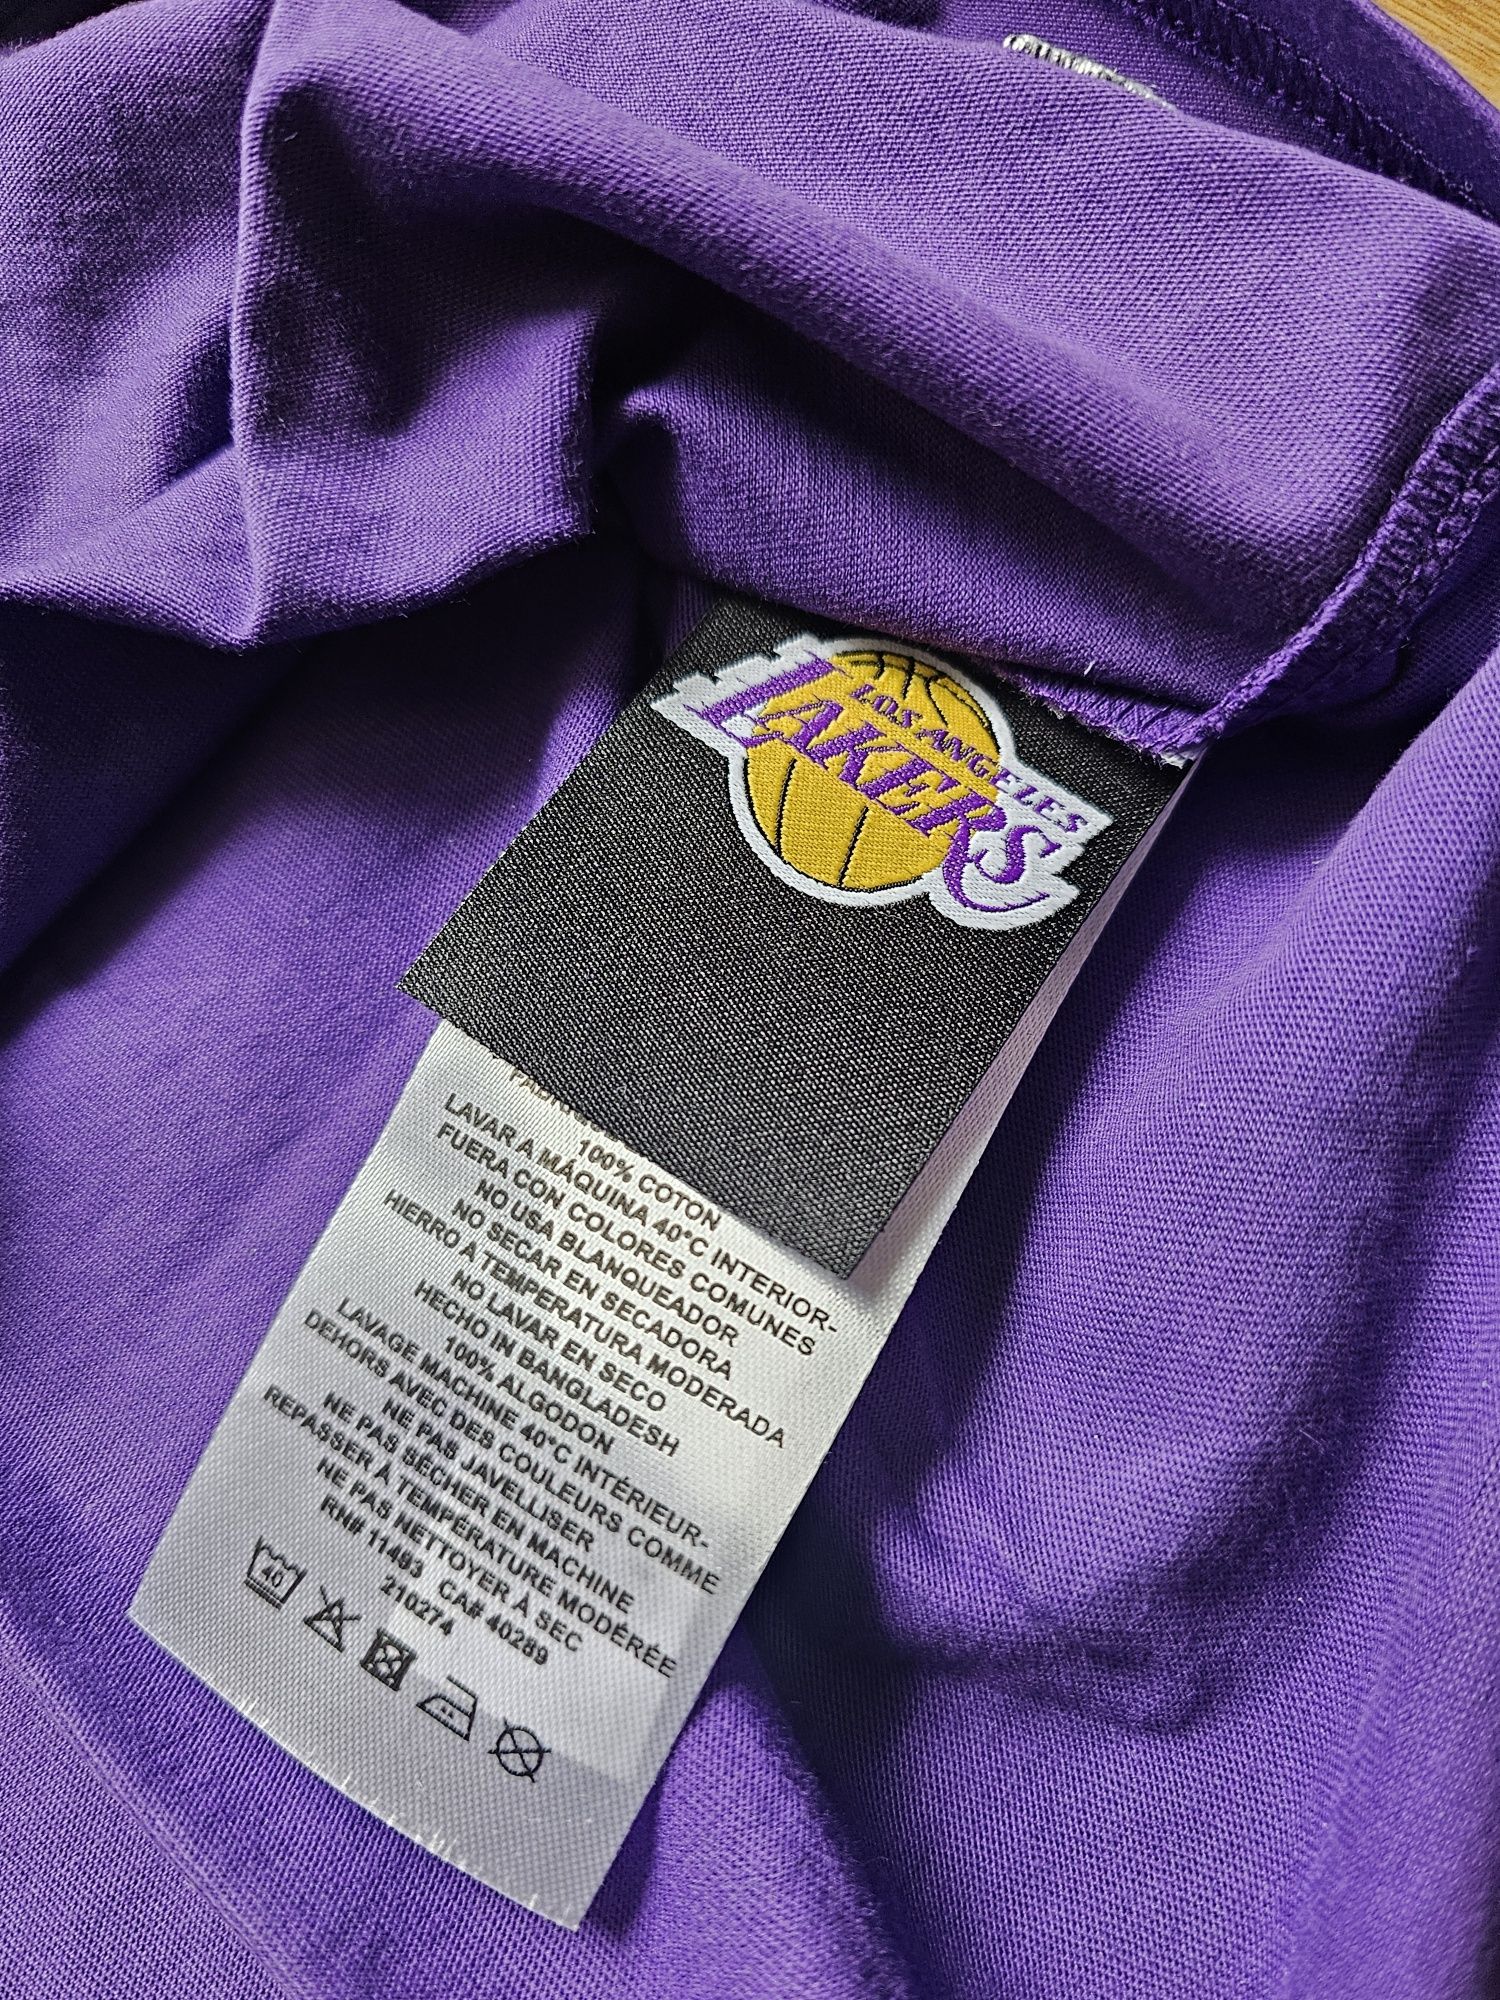 LOS ANGELES
LAKERS
100% COTON
LAVAR A MÁQUINA 40°C INTERIOR-
FUERA CON COLORES COMUNES
NO USA BLANQUEADOR
NO SECAR EN SECADORA
HIERRO A TEMPERATURA MODERADA
NO LAVAR EN SECO
HECHO IN BANGLADESH
100% ALGODON
LAVAGE MACHINE 40°C INTÉRIEUR-
DEHORS AVEC DES COULEURS COMME
NE PAS JAVELLISER
NE PAS SÉCHER EN MACHINE
REPASSER À TEMPÉRATURE MODÉRÉE
NE PAS NETTOYER À SEC
RN# 11493 CA# 40289
210274
40